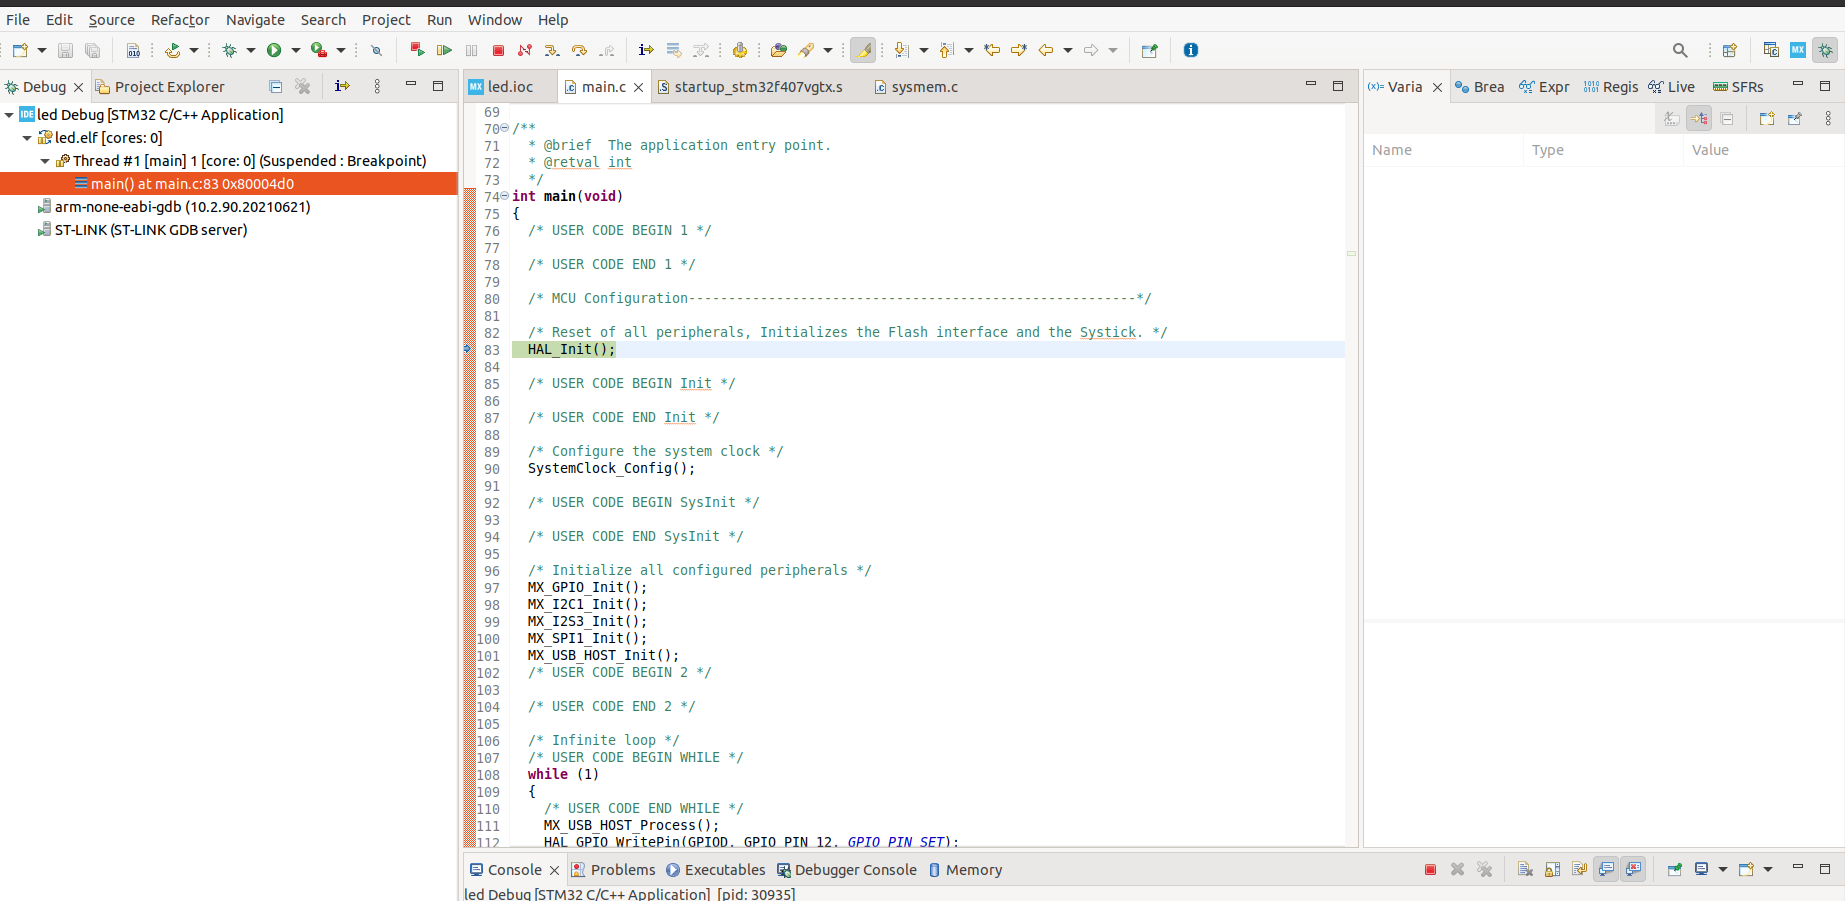 File Edit Source Refactor Navigate Search Project Run Window Help
Debug Project Explorer
led Debug [STM32 C/C++ Application]
led.elf [cores: 0]
Thread #1 [main] 1 [core: 0] (Suspended : Breakpoint)
main() at main.c:83 0x80004d0
arm-none-eabi-gdb (10.2.90.20210621)
ST-LINK (ST-LINK GDB server)
led.ioc main.c startup_stm32f407vgtx.s sysmem.c
69
70 /**
71 * @brief  The application entry point.
72 * @retval int
73 */
74 int main(void)
75 {
76 /* USER CODE BEGIN 1 */
77
78 /* USER CODE END 1 */
79
80 /* MCU Configuration--------------------------------------------------------*/
81
82 /* Reset of all peripherals, Initializes the Flash interface and the Systick. */
83 HAL_Init();
84
85 /* USER CODE BEGIN Init */
86
87 /* USER CODE END Init */
88
89 /* Configure the system clock */
90 SystemClock_Config();
91
92 /* USER CODE BEGIN SysInit */
93
94 /* USER CODE END SysInit */
95
96 /* Initialize all configured peripherals */
97 MX_GPIO_Init();
98 MX_I2C1_Init();
99 MX_I2S3_Init();
100 MX_SPI1_Init();
101 MX_USB_HOST_Init();
102 /* USER CODE BEGIN 2 */
103
104 /* USER CODE END 2 */
105
106 /* Infinite loop */
107 /* USER CODE BEGIN WHILE */
108 while (1)
109 {
110 /* USER CODE END WHILE */
111 MX_USB_HOST_Process();
112 HAL_GPIO_WritePin(GPIOD, GPIO_PIN_12, GPIO_PIN_SET);
Varia Brea Expr Regis Live SFRs
Name Type Value
Console Problems Executables Debugger Console Memory
led Debug [STM32 C/C++ Application] [pid: 30935]